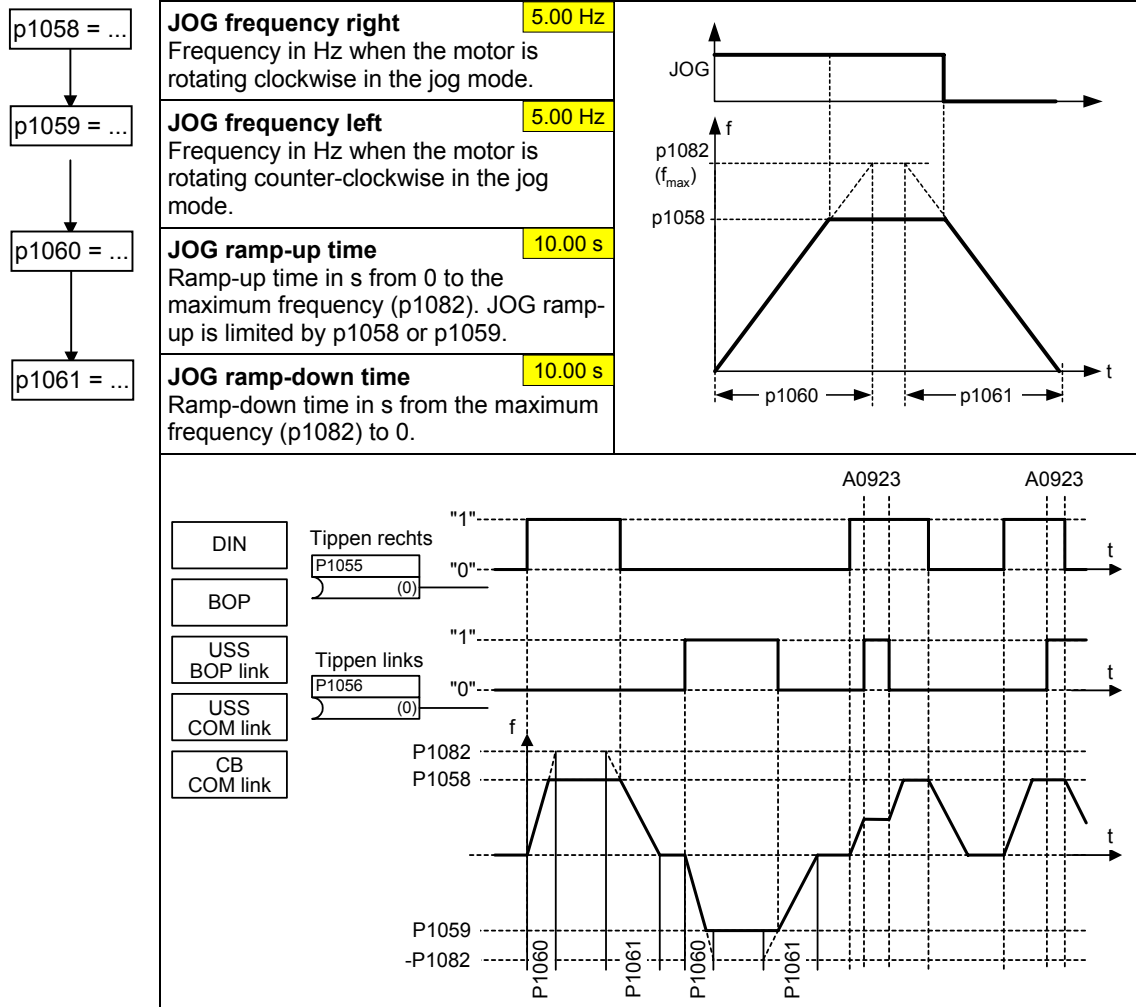 p1058 = ...
p1059 = ...
p1060 = ...
p1061 = ...
JOG frequency right
5.00 Hz
Frequency in Hz when the motor is
rotating clockwise in the jog mode.
JOG frequency left
5.00 Hz
Frequency in Hz when the motor is
rotating counter-clockwise in the jog
mode.
JOG ramp-up time
10.00 s
Ramp-up time in s from 0 to the
maximum frequency (p1082). JOG ramp-
up is limited by p1058 or p1059.
JOG ramp-down time
10.00 s
Ramp-down time in s from the maximum
frequency (p1082) to 0.
JOG
f
p1082
(fmax)
p1058
t
p1060
p1061
DIN
BOP
USS
BOP link
USS
COM link
CB
COM link
Tippen rechts
P1055
(0)
Tippen links
P1056
(0)
A0923
A0923
"1"
"0"
t
"1"
"0"
t
f
P1082
P1058
t
P1059
-P1082
P1060
P1061
P1060
P1061